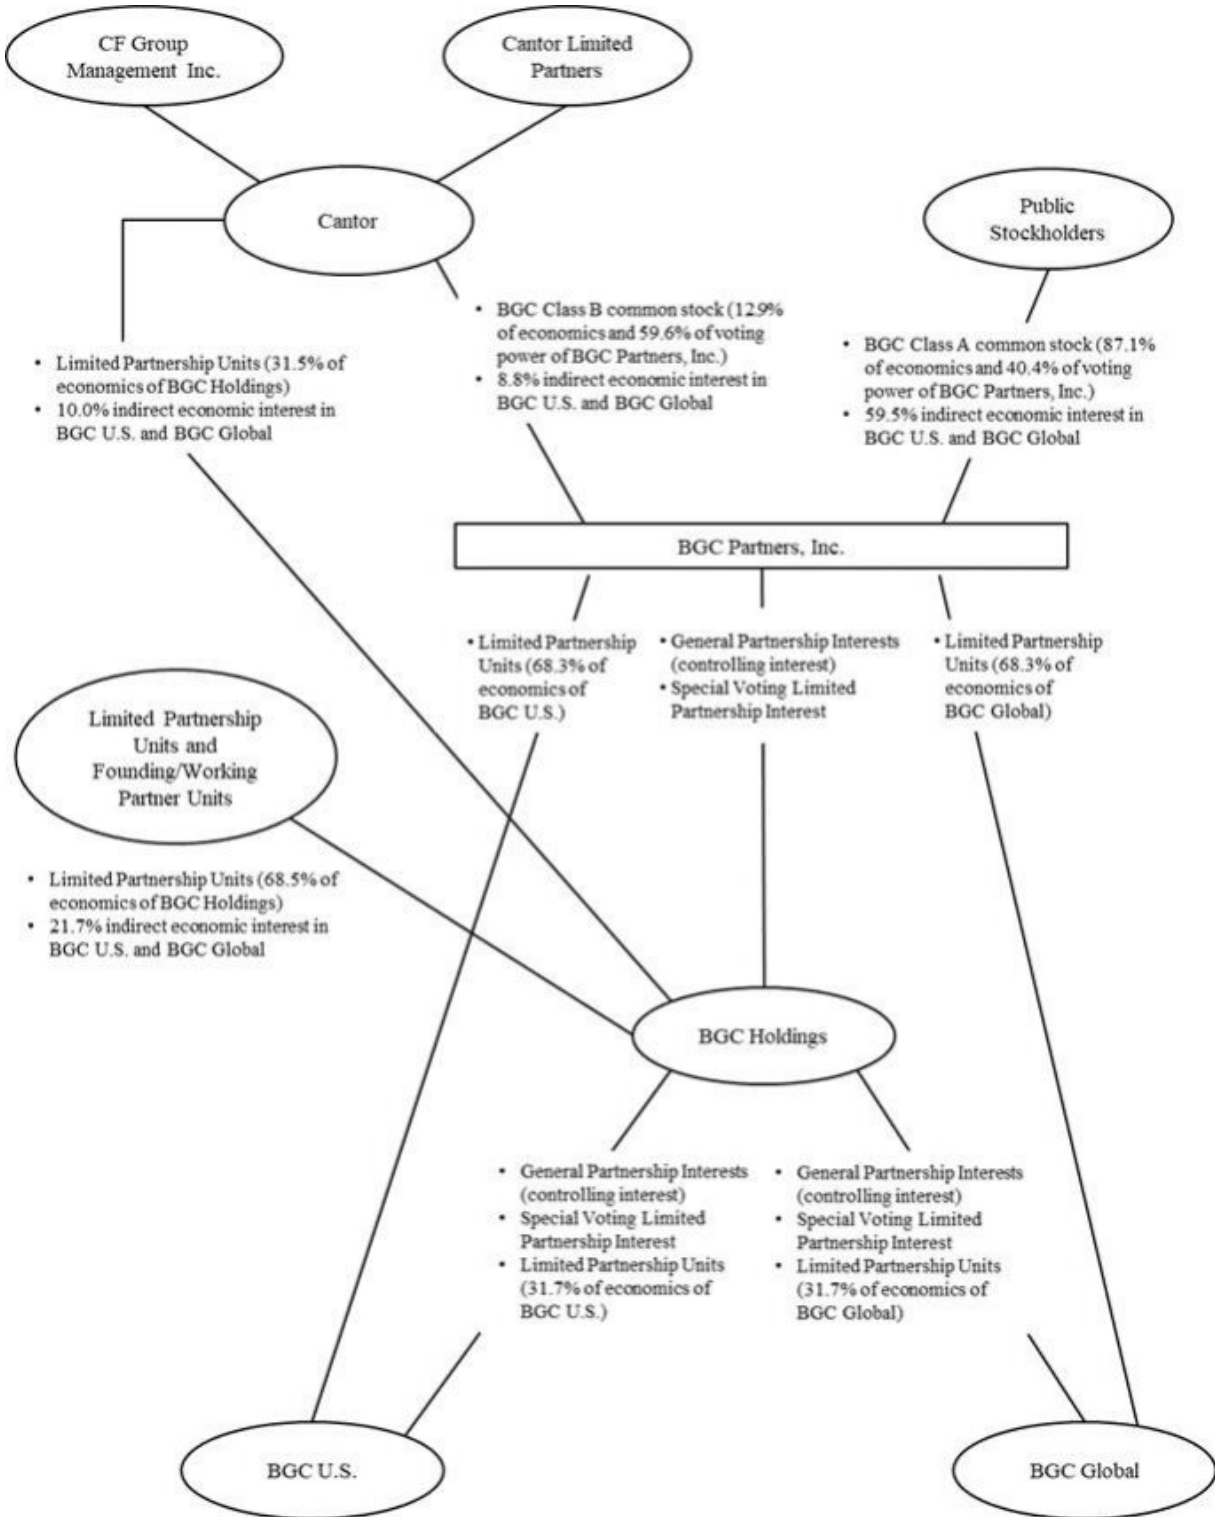 CF Group
Management Inc.
Cantor Limited
Partners
Cantor
Public
Stockholders
• BGC Class B common stock (12.9%
of economics and 59.6% of voting
power of BGC Partners, Inc.)
• 8.8% indirect economic interest in
BGC U.S. and BGC Global
• BGC Class A common stock (87.1%
of economics and 40.4% of voting
power of BGC Partners, Inc.)
• 59.5% indirect economic interest in
BGC U.S. and BGC Global
• Limited Partnership Units (31.5% of
economics of BGC Holdings)
• 10.0% indirect economic interest in
BGC U.S. and BGC Global
BGC Partners, Inc.
• Limited Partnership
Units (68.3% of
economics of
BGC U.S.)
• General Partnership Interests
(controlling interest)
• Special Voting Limited
Partnership Interest
• Limited Partnership
Units (68.3% of
economics of
BGC Global)
Limited Partnership
Units and
Founding/Working
Partner Units
• Limited Partnership Units (68.5% of
economics of BGC Holdings)
• 21.7% indirect economic interest in
BGC U.S. and BGC Global
BGC Holdings
• General Partnership Interests
(controlling interest)
• Special Voting Limited
Partnership Interest
• Limited Partnership Units
(31.7% of economics of
BGC U.S.)
• General Partnership Interests
(controlling interest)
• Special Voting Limited
Partnership Interest
• Limited Partnership Units
(31.7% of economics of
BGC Global)
BGC U.S.
BGC Global